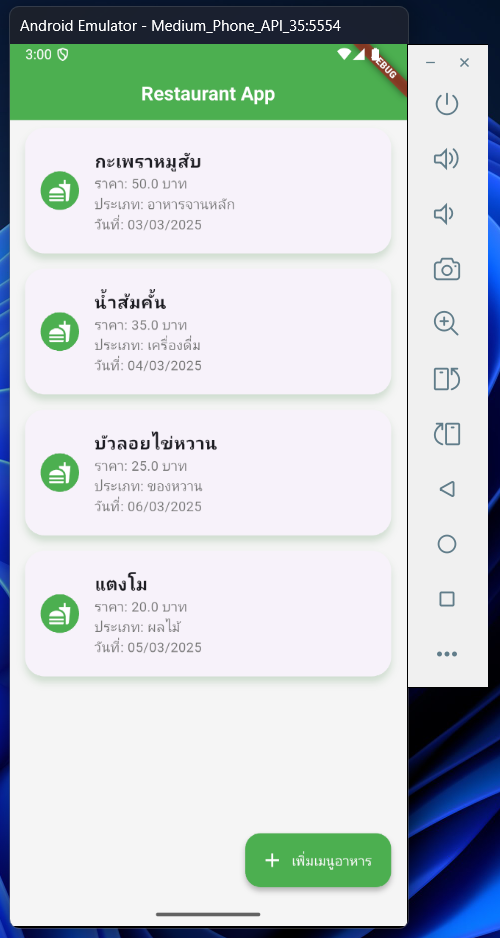 Android Emulator - Medium_Phone_API_35:5554
3:00
DEBUG
Restaurant App
กะเพราหมูสับ
ราคา: 50.0 บาท
ประเภท: อาหารจานหลัก
วันที่: 03/03/2025
น้ำส้มคั้น
ราคา: 35.0 บาท
ประเภท: เครื่องดื่ม
วันที่: 04/03/2025
บัวลอยไข่หวาน
ราคา: 25.0 บาท
ประเภท: ของหวาน
วันที่: 06/03/2025
แตงโม
ราคา: 20.0 บาท
ประเภท: ผลไม้
วันที่: 05/03/2025
เพิ่มเมนูอาหาร